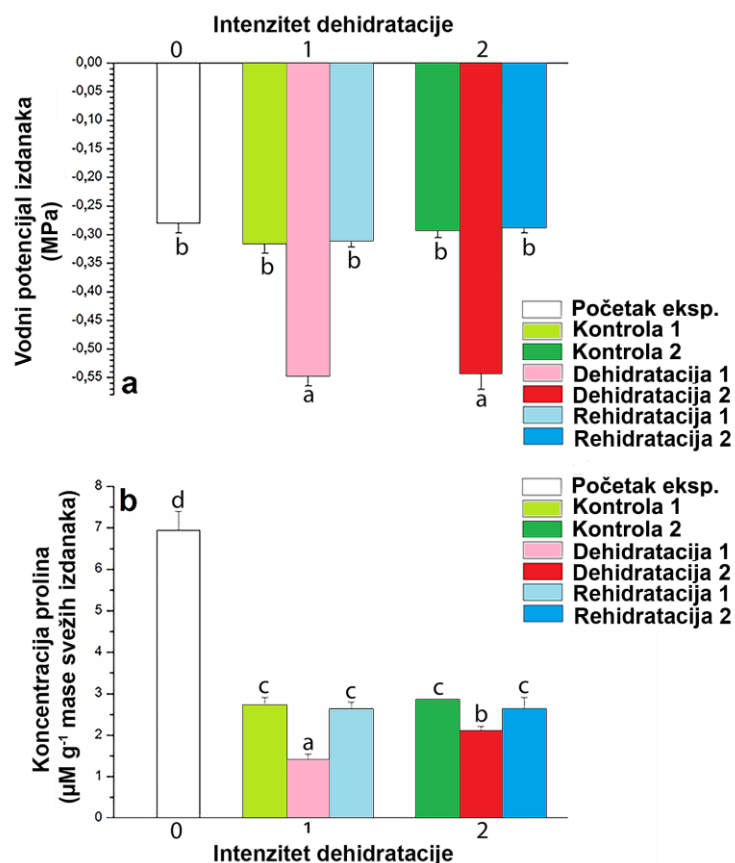 Intenzitet dehidratacije
0 1 2
Vodni potencijal izdanaka
(MPa)
0,00
-0,05
-0,10
-0,15
-0,20
-0,25
-0,30
-0,35
-0,40
-0,45
-0,50
-0,55
b b b b b
a a
a
Početak eksp.
Kontrola 1
Kontrola 2
Dehidratacija 1
Dehidratacija 2
Rehidratacija 1
Rehidratacija 2
b
Koncentracija prolina
(µM g⁻¹ mase svežih izdanaka)
8
7
6
5
4
3
2
1
0
d
c a c c b c
Početak eksp.
Kontrola 1
Kontrola 2
Dehidratacija 1
Dehidratacija 2
Rehidratacija 1
Rehidratacija 2
0 1 2
Intenzitet dehidratacije